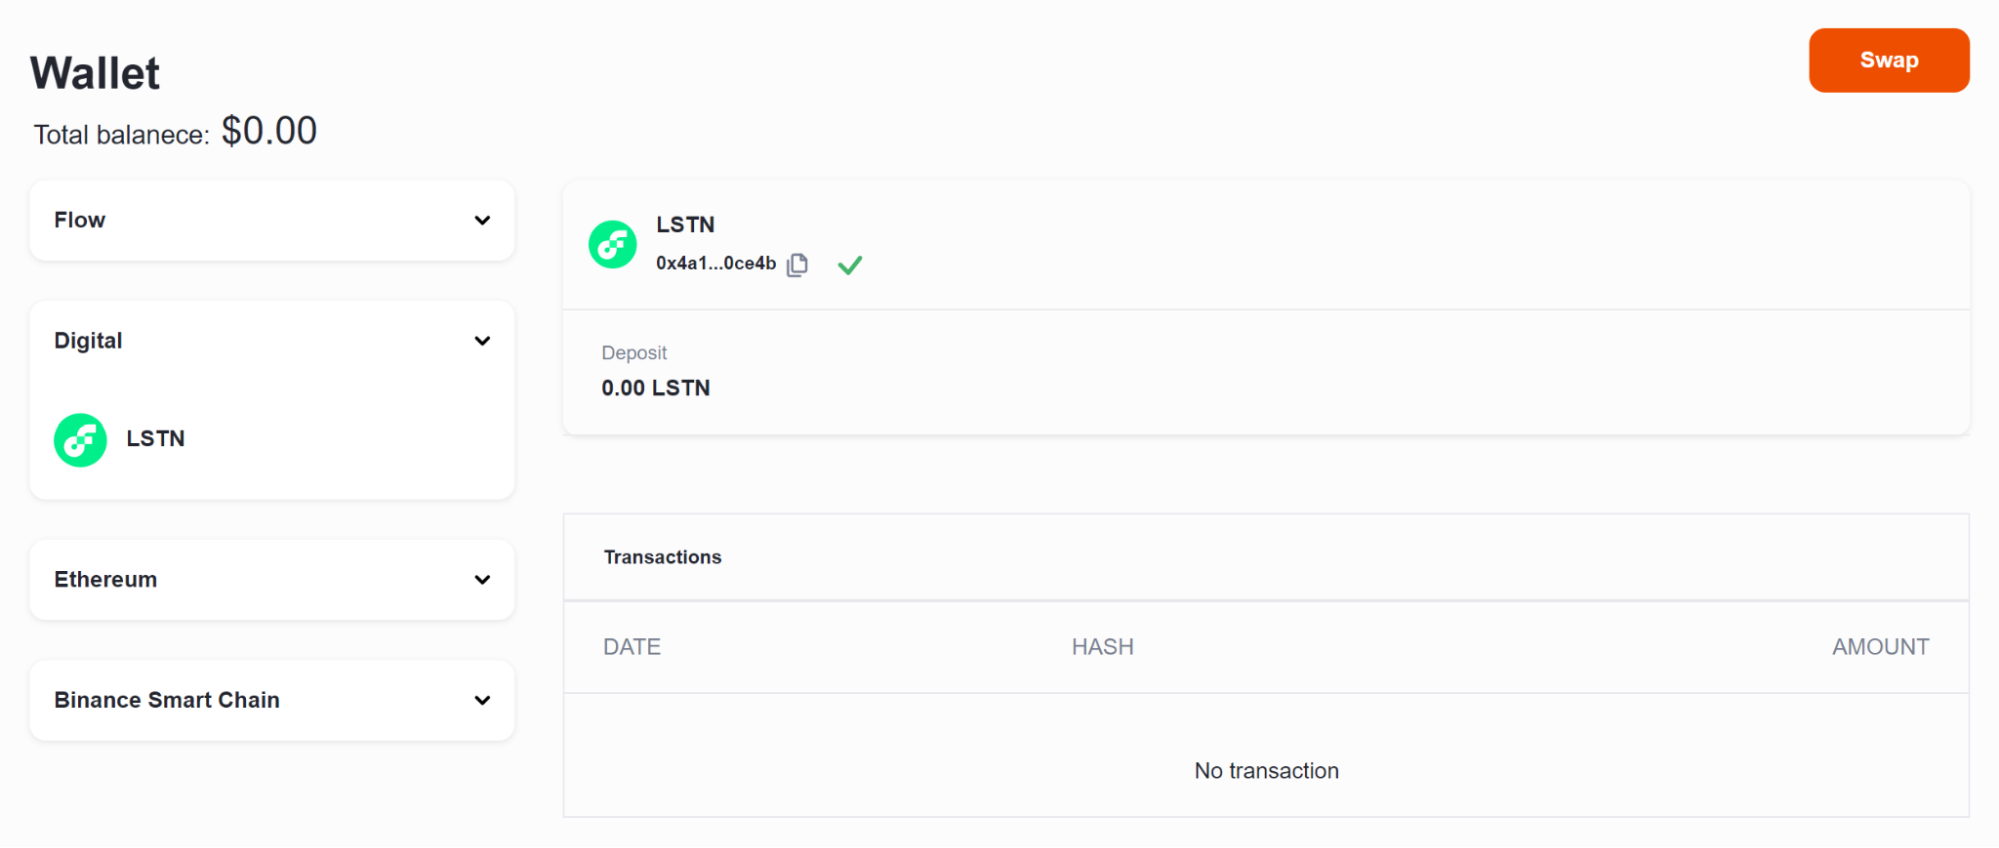 Wallet
Swap
Total balanece: $0.00
Flow
Digital
LSTN
Ethereum
Binance Smart Chain
LSTN
0x4a1...0ce4b
Deposit
0.00 LSTN
Transactions
DATE HASH AMOUNT
No transaction